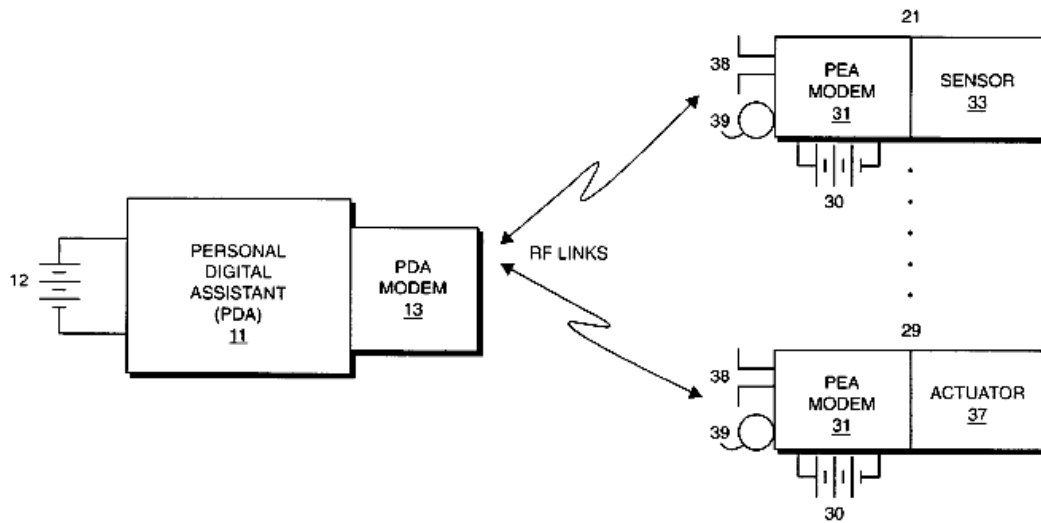 12
PERSONAL
DIGITAL
ASSISTANT
(PDA)
11
PDA
MODEM
13
RF LINKS
21
38
39
PEA
MODEM
31
SENSOR
33
30
29
38
39
PEA
MODEM
31
ACTUATOR
37
30